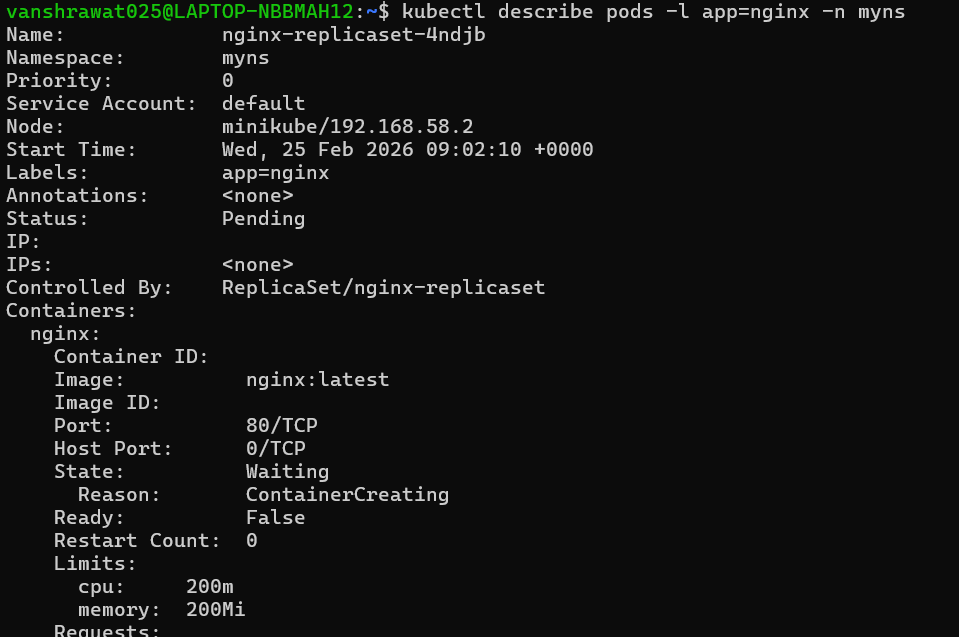 vanshrawat025@LAPTOP-NBBMAH12:~$ kubectl describe pods -l app=nginx -n myns
Name:             nginx-replicaset-4ndjb
Namespace:        myns
Priority:         0
Service Account:  default
Node:             minikube/192.168.58.2
Start Time:       Wed, 25 Feb 2026 09:02:10 +0000
Labels:           app=nginx
Annotations:      <none>
Status:           Pending
IP:
IPs:              <none>
Controlled By:    ReplicaSet/nginx-replicaset
Containers:
  nginx:
    Container ID:
    Image:          nginx:latest
    Image ID:
    Port:           80/TCP
    Host Port:      0/TCP
    State:          Waiting
      Reason:       ContainerCreating
    Ready:          False
    Restart Count:  0
    Limits:
      cpu:     200m
      memory:  200Mi
    Requests: